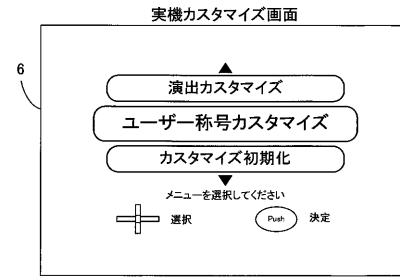 実機カスタマイズ画面
6
▲
演出カスタマイズ
ユーザー称号カスタマイズ
カスタマイズ初期化
▼
メニューを選択してください
選択 Push 決定